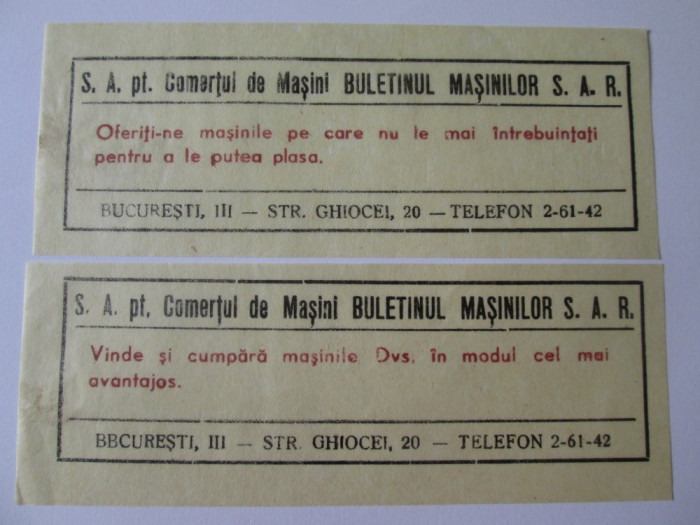 S. A. pt. Comerțul de Mașini BULETINUL MAȘINILOR S. A. R.
Oferiți-ne mașinile pe care nu le mai întrebuințați
pentru a le putea plasa.
BUCUREȘTI, III — STR. GHIOCEI, 20 — TELEFON 2-61-42
S. A. pt. Comerțul de Mașini BULETINUL MAȘINILOR S. A. R.
Vinde și cumpără mașinile Dvs. în modul cel mai
avantajos.
BBCUREȘTI, III — STR. GHIOCEI, 20 — TELEFON 2-61-42